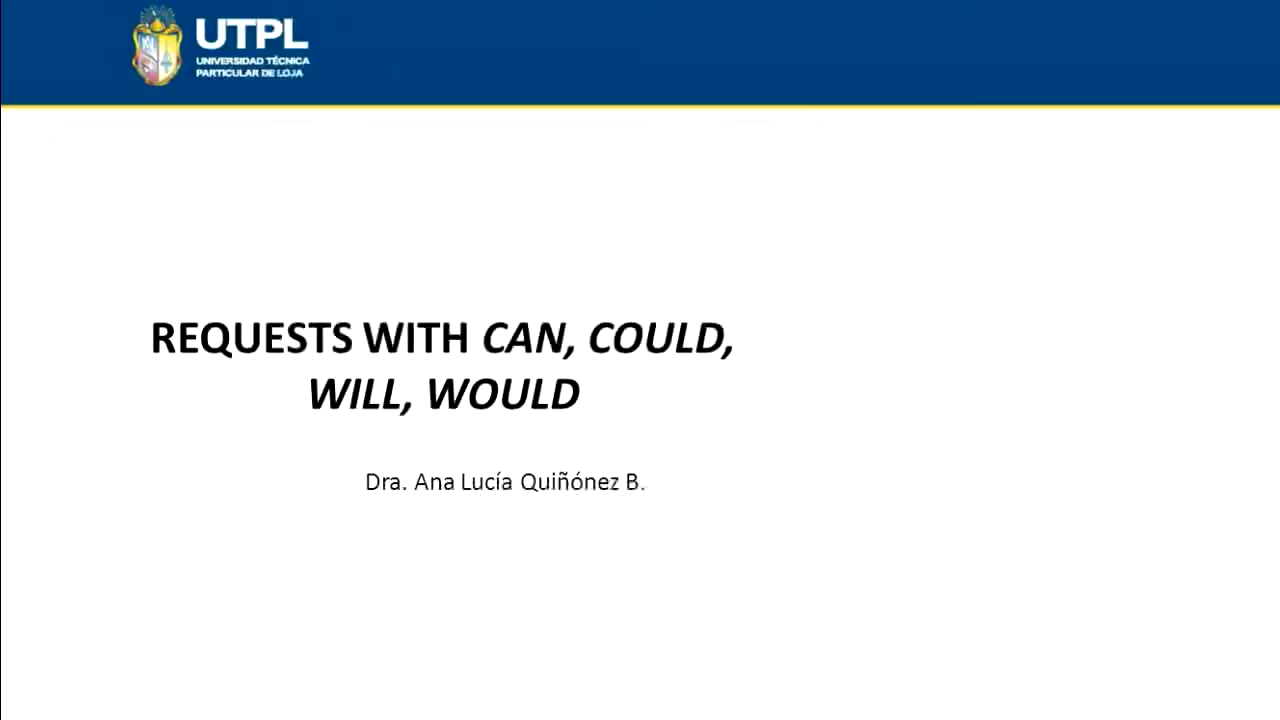 UTPL
UNIVERSIDAD TÉCNICA
PARTICULAR DE LOJA
REQUESTS WITH CAN, COULD,
WILL, WOULD
Dra. Ana Lucía Quiñónez B.